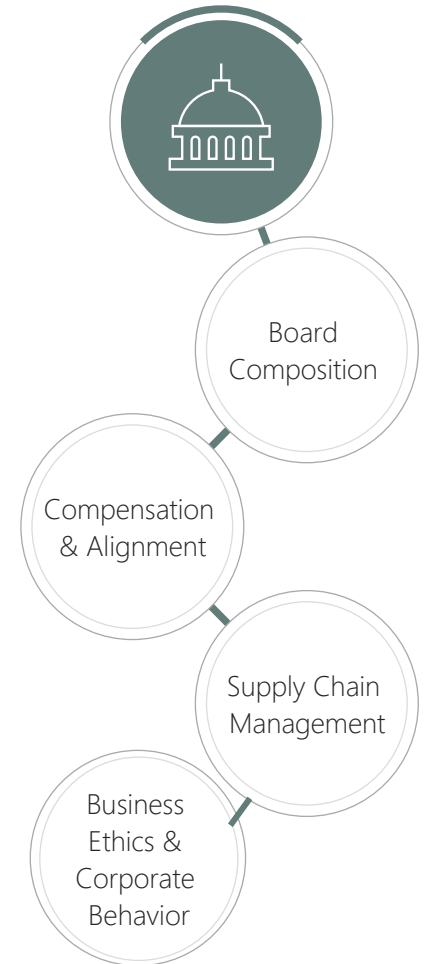 Board
Composition
Compensation
& Alignment
Supply Chain
Management
Business
Ethics &
Corporate
Behavior